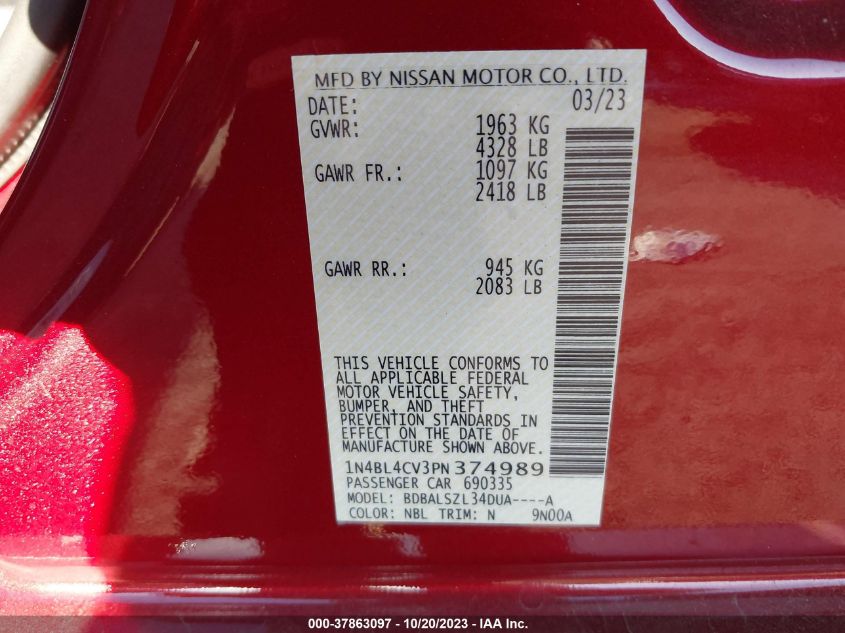 MFD BY NISSAN MOTOR CO., LTD.
DATE: 03/23
GVWR: 1963 KG
4328 LB
GAWR FR.: 1097 KG
2418 LB
GAWR RR.: 945 KG
2083 LB
THIS VEHICLE CONFORMS TO
ALL APPLICABLE FEDERAL
MOTOR VEHICLE SAFETY,
BUMPER, AND THEFT
PREVENTION STANDARDS IN
EFFECT ON THE DATE OF
MANUFACTURE SHOWN ABOVE.
1N4BL4CV3PN374989
PASSENGER CAR 690335
MODEL: BDBALSZL34DUA----A
COLOR: NBL TRIM: N 9N00A
000-37863097 - 10/20/2023 - IAA Inc.